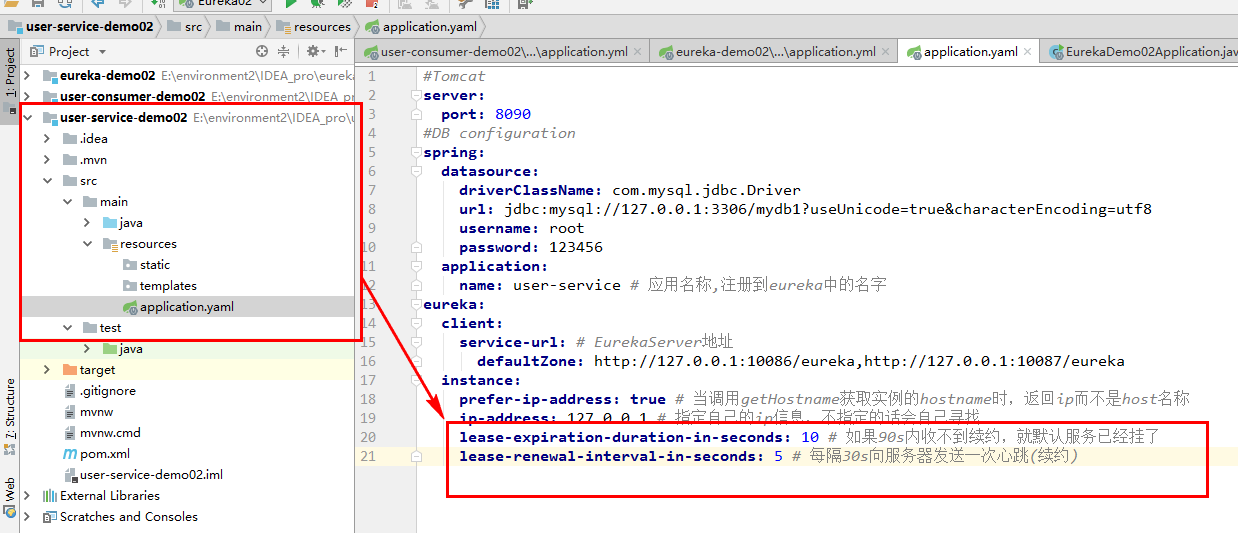 Eureka02
user-service-demo02 src main resources application.yaml
Project
user-consumer-demo02\...\application.yml
eureka-demo02\...\application.yml
application.yaml
EurekaDemo02Application.jav
1: Project
7: Structure
Web
eureka-demo02 E:\environment2\IDEA_pro\eureka
user-consumer-demo02 E:\environment2\IDEA_pr
user-service-demo02 E:\environment2\IDEA_pro\u
.idea
.mvn
src
main
java
resources
static
templates
application.yaml
test
java
target
.gitignore
mvnw
mvnw.cmd
pom.xml
user-service-demo02.iml
External Libraries
Scratches and Consoles
1 #Tomcat
2 server:
3 port: 8090
4 #DB configuration
5 spring:
6 datasource:
7 driverClassName: com.mysql.jdbc.Driver
8 url: jdbc:mysql://127.0.0.1:3306/mydb1?useUnicode=true&characterEncoding=utf8
9 username: root
10 password: 123456
11 application:
12 name: user-service # 应用名称,注册到eureka中的名字
13 eureka:
14 client:
15 service-url: # EurekaServer地址
16 defaultZone: http://127.0.0.1:10086/eureka,http://127.0.0.1:10087/eureka
17 instance:
18 prefer-ip-address: true # 当调用getHostname获取实例的hostname时，返回ip而不是host名称
19 ip-address: 127.0.0.1 # 指定自己的ip信息，不指定的话会自己寻找
20 lease-expiration-duration-in-seconds: 10 # 如果90s内收不到续约，就默认服务已经挂了
21 lease-renewal-interval-in-seconds: 5 # 每隔30s向服务器发送一次心跳(续约)